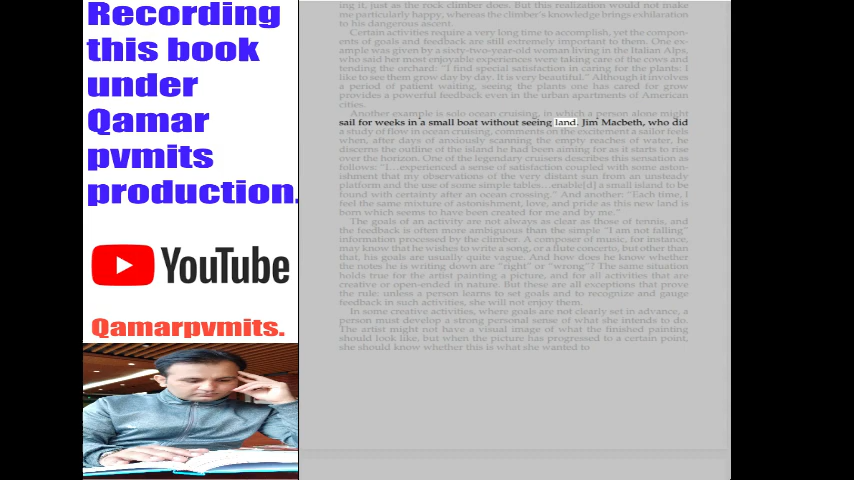 Recording
this book
under
Qamar
pvmits
production.
YouTube
Qamarpvmits.
ing it, just as the rock climber does. But this realization would not make
me particularly happy, whereas the climber's knowledge brings exhilaration
to his dangerous ascent.
Certain activities require a very long time to accomplish, yet the compon-
ents of goals and feedback are still extremely important to them. One ex-
ample was given by a sixty-two-year-old woman living in the Italian Alps,
who said her most enjoyable experiences were taking care of the cows and
tending the orchard: "I find special satisfaction in caring for the plants: I
like to see them grow day by day. It is very beautiful." Although it involves
a period of patient waiting, seeing the plants one has cared for grow
provides a powerful feedback even in the urban apartments of American
cities.
Another example is solo ocean cruising, in which a person alone might
sail for weeks in a small boat without seeing land. Jim Macbeth, who did
a study of flow in ocean cruising, comments on the excitement a sailor feels
when, after days of anxiously scanning the empty reaches of water, he
discerns the outline of the island he had been aiming for as it starts to rise
over the horizon. One of the legendary cruisers describes this sensation as
follows: "I…experienced a sense of satisfaction coupled with some aston-
ishment that my observations of the very distant sun from an unsteady
platform and the use of some simple tables…enable[d] a small island to be
found with certainty after an ocean crossing." And another: "Each time, I
feel the same mixture of astonishment, love, and pride as this new land is
born which seems to have been created for me and by me."
The goals of an activity are not always as clear as those of tennis, and
the feedback is often more ambiguous than the simple "I am not falling"
information processed by the climber. A composer of music, for instance,
may know that he wishes to write a song, or a flute concerto, but other than
that, his goals are usually quite vague. And how does he know whether
the notes he is writing down are "right" or "wrong"? The same situation
holds true for the artist painting a picture, and for all activities that are
creative or open-ended in nature. But these are all exceptions that prove
the rule: unless a person learns to set goals and to recognize and gauge
feedback in such activities, she will not enjoy them.
In some creative activities, where goals are not clearly set in advance, a
person must develop a strong personal sense of what she intends to do.
The artist might not have a visual image of what the finished painting
should look like, but when the picture has progressed to a certain point,
she should know whether this is what she wanted to